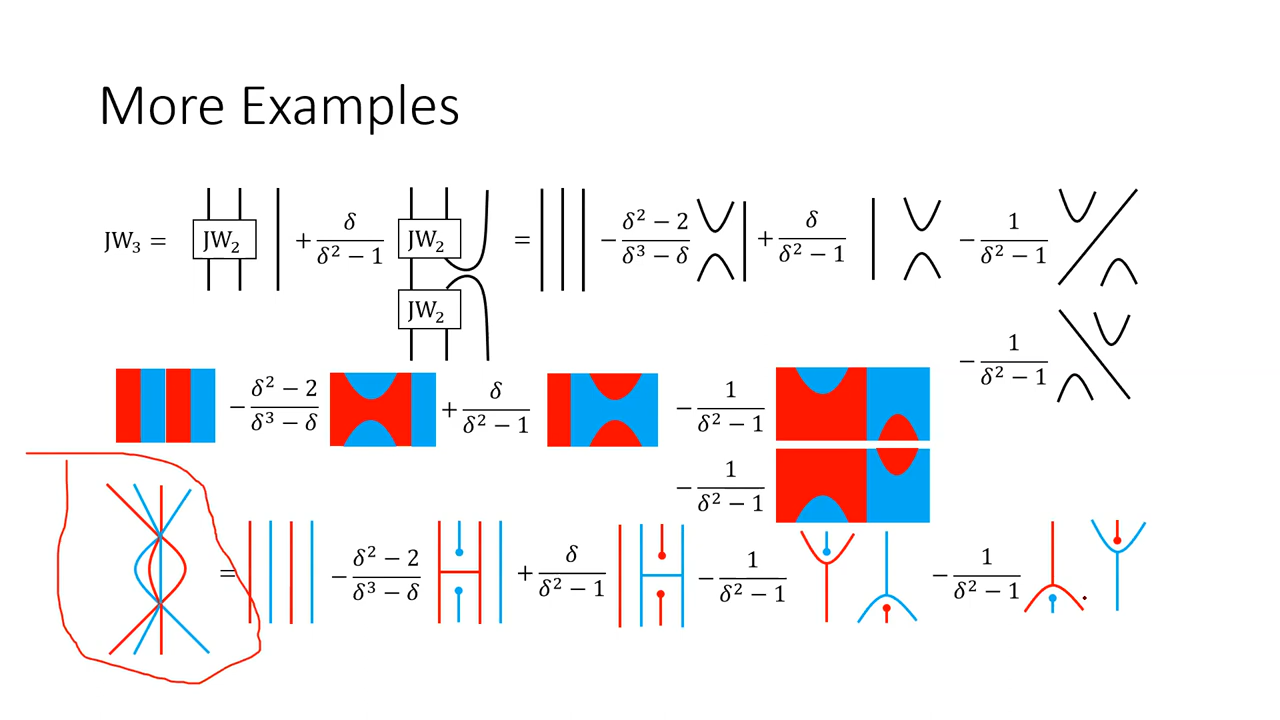 More Examples
JW₃ = JW₂ + δ/(δ² − 1) JW₂ JW₂ = − (δ² − 2)/(δ³ − δ) + δ/(δ² − 1) − 1/(δ² − 1)
− 1/(δ² − 1)
− (δ² − 2)/(δ³ − δ) + δ/(δ² − 1) − 1/(δ² − 1)
− 1/(δ² − 1)
= − (δ² − 2)/(δ³ − δ) + δ/(δ² − 1) − 1/(δ² − 1) − 1/(δ² − 1)